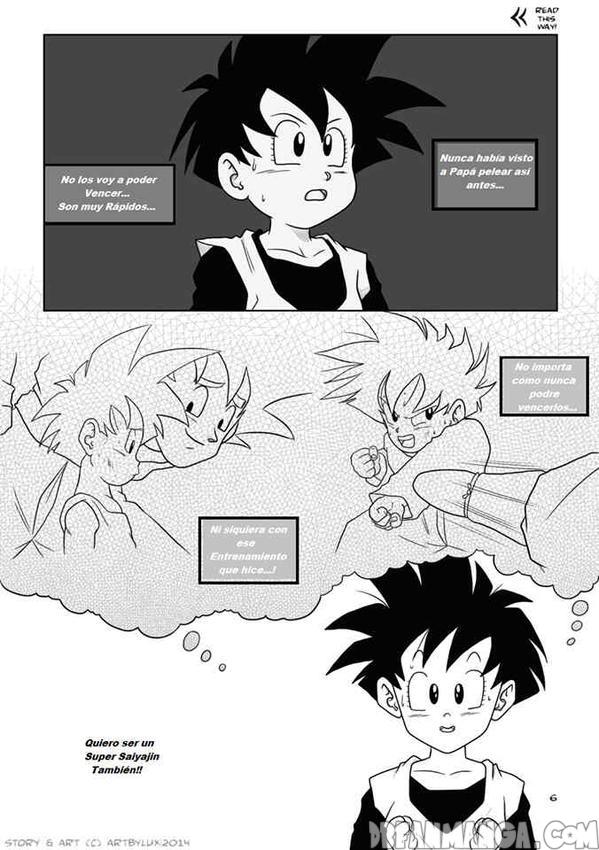 READ
THIS
WAY!
Nunca había visto
a Papá pelear así
antes...
No los voy a poder
Vencer...
Son muy Rápidos...
No importa
como nunca
podre
vencerlos...
Ni siquiera con
ese
Entrenamiento
que hice...!
Quiero ser un
Super Saiyajin
También!!
6
STORY & ART (C) ARTBYLUX2014
DREAMMANGA.COM